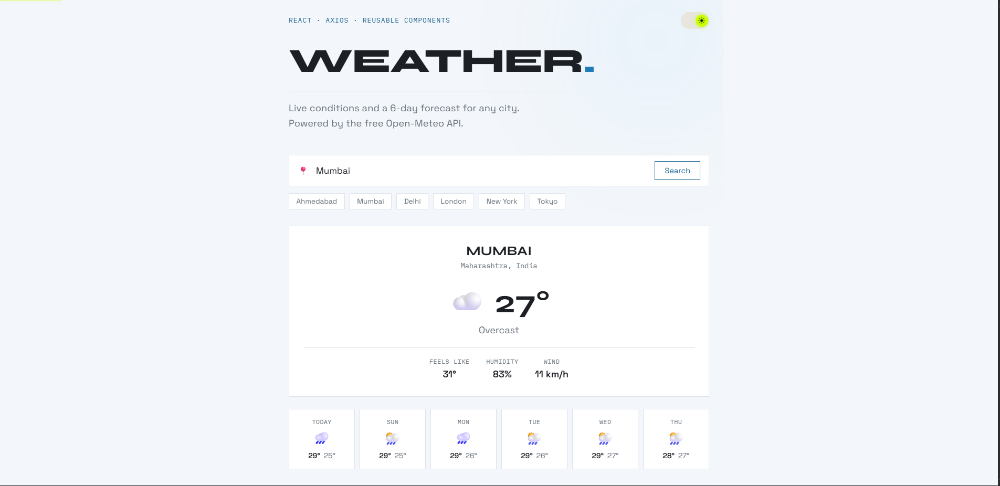 REACT · AXIOS · REUSABLE COMPONENTS
WEATHER.
Live conditions and a 6-day forecast for any city.
Powered by the free Open-Meteo API.
Mumbai
Search
Ahmedabad Mumbai Delhi London New York Tokyo
MUMBAI
Maharashtra, India
27°
Overcast
FEELS LIKE HUMIDITY WIND
31° 83% 11 km/h
TODAY SUN MON TUE WED THU
29° 25° 29° 25° 29° 26° 29° 26° 29° 27° 28° 27°